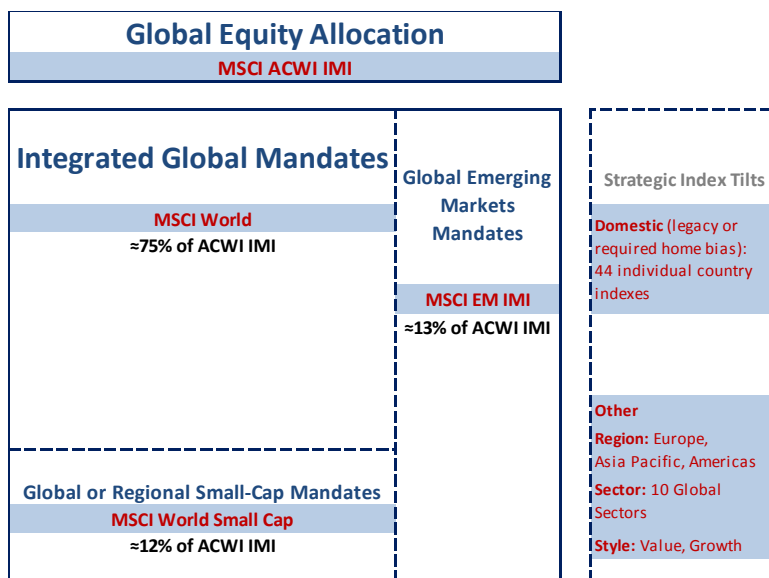 Global Equity Allocation
MSCI ACWI IMI
Integrated Global Mandates
MSCI World
≈75% of ACWI IMI
Global Emerging
Markets
Mandates
MSCI EM IMI
≈13% of ACWI IMI
Global or Regional Small-Cap Mandates
MSCI World Small Cap
≈12% of ACWI IMI
Strategic Index Tilts
Domestic (legacy or
required home bias):
44 individual country
indexes
Other
Region: Europe,
Asia Pacific, Americas
Sector: 10 Global
Sectors
Style: Value, Growth